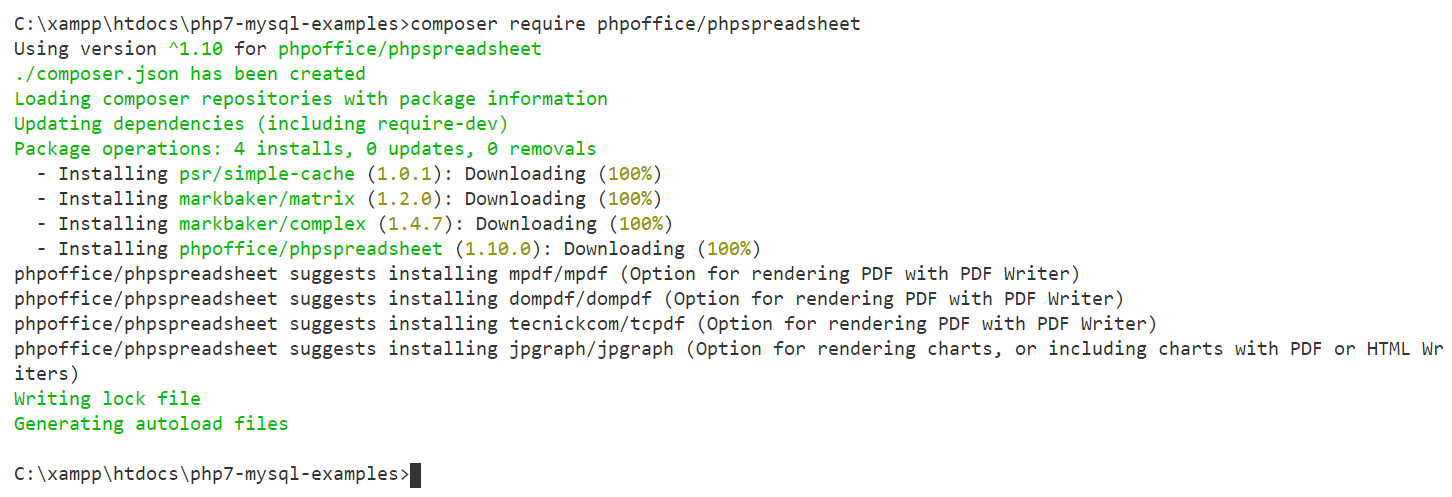 C:\xampp\htdocs\php7-mysql-examples>composer require phpoffice/phpspreadsheet
Using version ^1.10 for phpoffice/phpspreadsheet
./composer.json has been created
Loading composer repositories with package information
Updating dependencies (including require-dev)
Package operations: 4 installs, 0 updates, 0 removals
  - Installing psr/simple-cache (1.0.1): Downloading (100%)
  - Installing markbaker/matrix (1.2.0): Downloading (100%)
  - Installing markbaker/complex (1.4.7): Downloading (100%)
  - Installing phpoffice/phpspreadsheet (1.10.0): Downloading (100%)
phpoffice/phpspreadsheet suggests installing mpdf/mpdf (Option for rendering PDF with PDF Writer)
phpoffice/phpspreadsheet suggests installing dompdf/dompdf (Option for rendering PDF with PDF Writer)
phpoffice/phpspreadsheet suggests installing tecnickcom/tcpdf (Option for rendering PDF with PDF Writer)
phpoffice/phpspreadsheet suggests installing jpgraph/jpgraph (Option for rendering charts, or including charts with PDF or HTML Wr
iters)
Writing lock file
Generating autoload files
C:\xampp\htdocs\php7-mysql-examples>